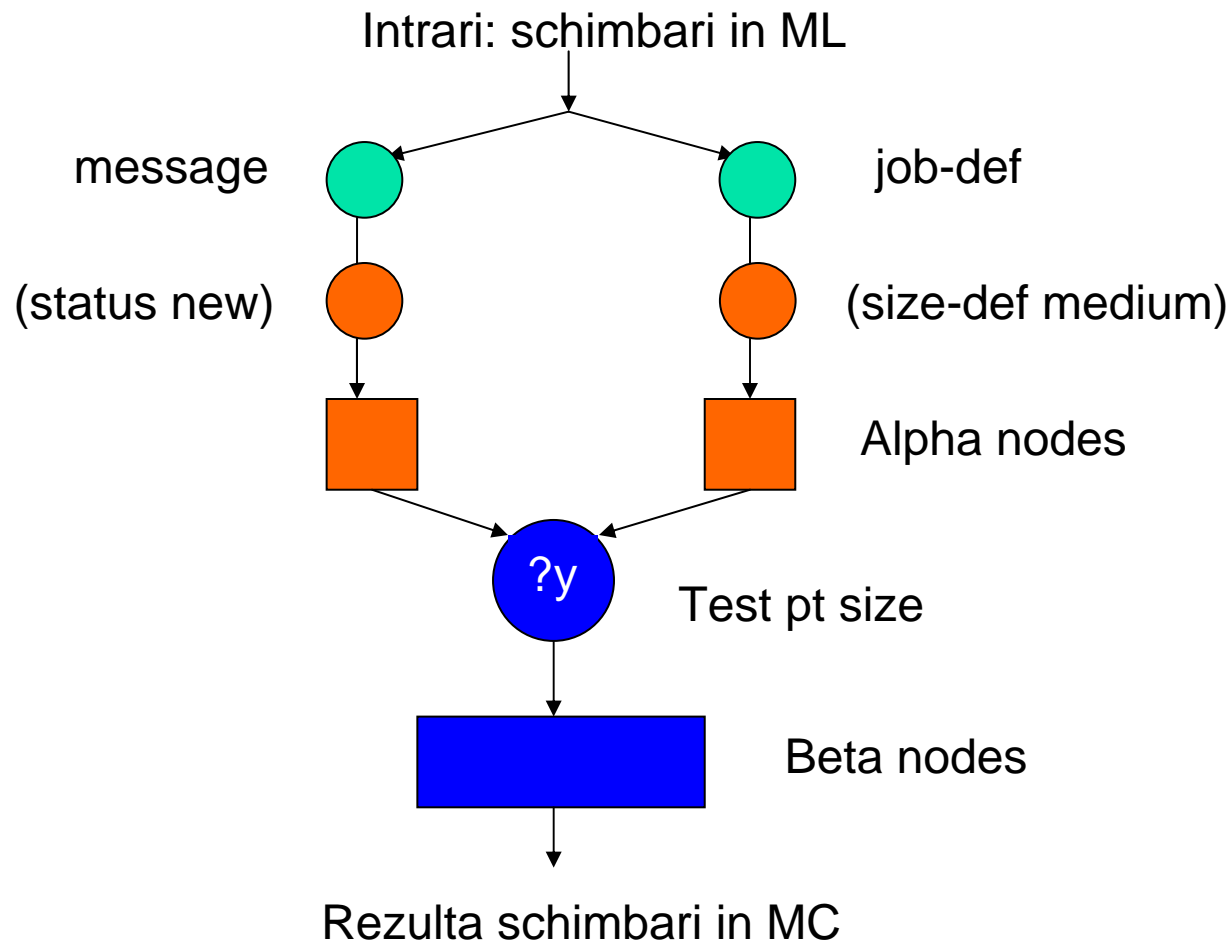 Intrari: schimbari in ML
message
job-def
(status new)
(size-def medium)
Alpha nodes
?y
Test pt size
Beta nodes
Rezulta schimbari in MC